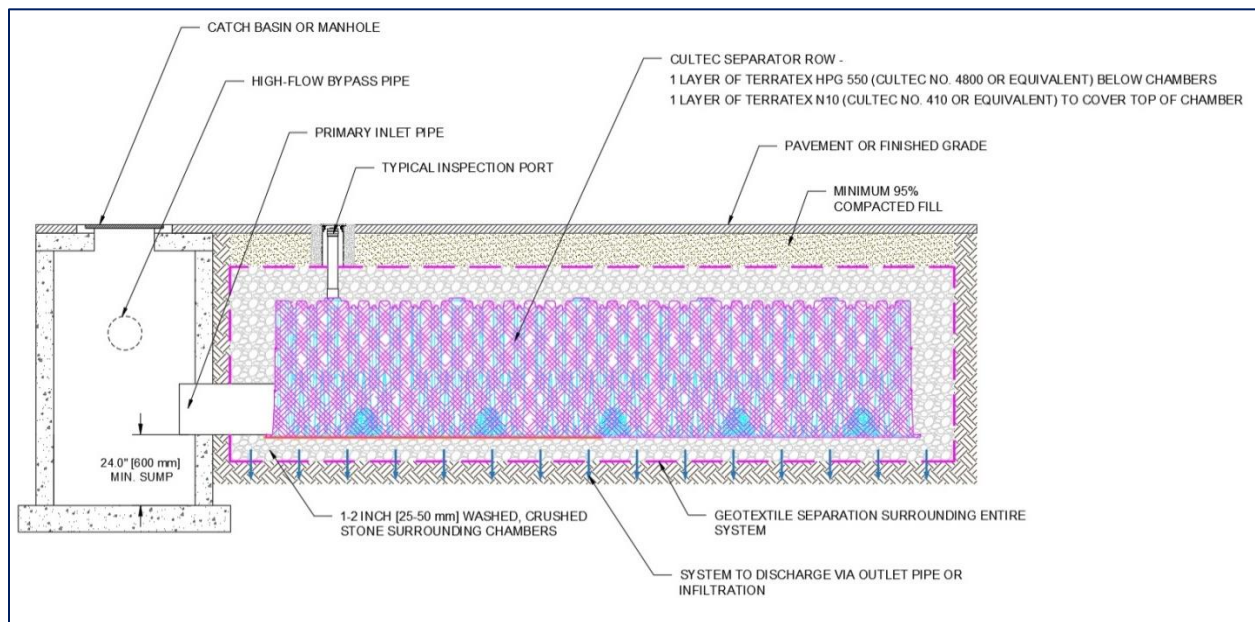 CATCH BASIN OR MANHOLE
HIGH-FLOW BYPASS PIPE
PRIMARY INLET PIPE
TYPICAL INSPECTION PORT
CULTEC SEPARATOR ROW -
1 LAYER OF TERRATEX HPG 550 (CULTEC NO. 4800 OR EQUIVALENT) BELOW CHAMBERS
1 LAYER OF TERRATEX N10 (CULTEC NO. 410 OR EQUIVALENT) TO COVER TOP OF CHAMBER
PAVEMENT OR FINISHED GRADE
MINIMUM 95%
COMPACTED FILL
24.0" [600 mm]
MIN. SUMP
1-2 INCH [25-50 mm] WASHED, CRUSHED
STONE SURROUNDING CHAMBERS
GEOTEXTILE SEPARATION SURROUNDING ENTIRE
SYSTEM
SYSTEM TO DISCHARGE VIA OUTLET PIPE OR
INFILTRATION